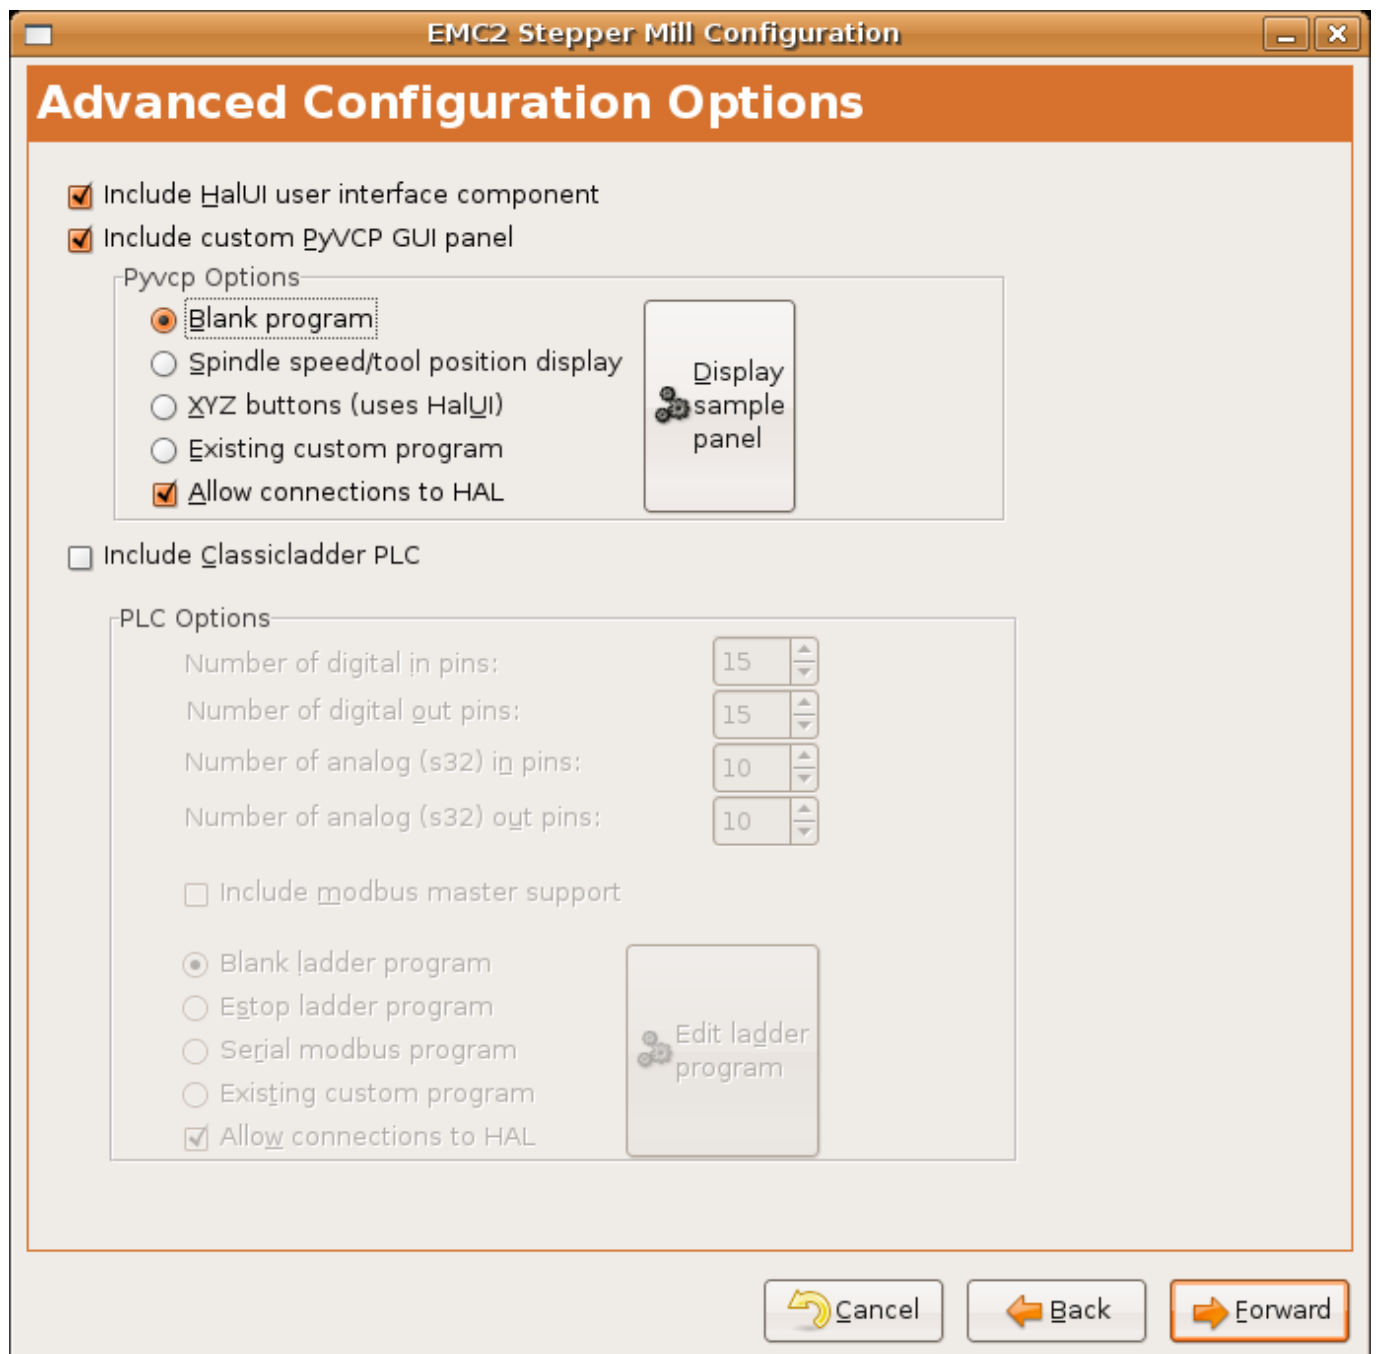 EMC2 Stepper Mill Configuration
Advanced Configuration Options
Include HalUI user interface component
Include custom PyVCP GUI panel
Pyvcp Options
Blank program
Spindle speed/tool position display
XYZ buttons (uses HalUI)
Existing custom program
Allow connections to HAL
Display
sample
panel
Include Classicladder PLC
PLC Options
Number of digital in pins: 15
Number of digital out pins: 15
Number of analog (s32) in pins: 10
Number of analog (s32) out pins: 10
Include modbus master support
Blank ladder program
Estop ladder program
Serial modbus program
Existing custom program
Allow connections to HAL
Edit ladder
program
Cancel Back Forward